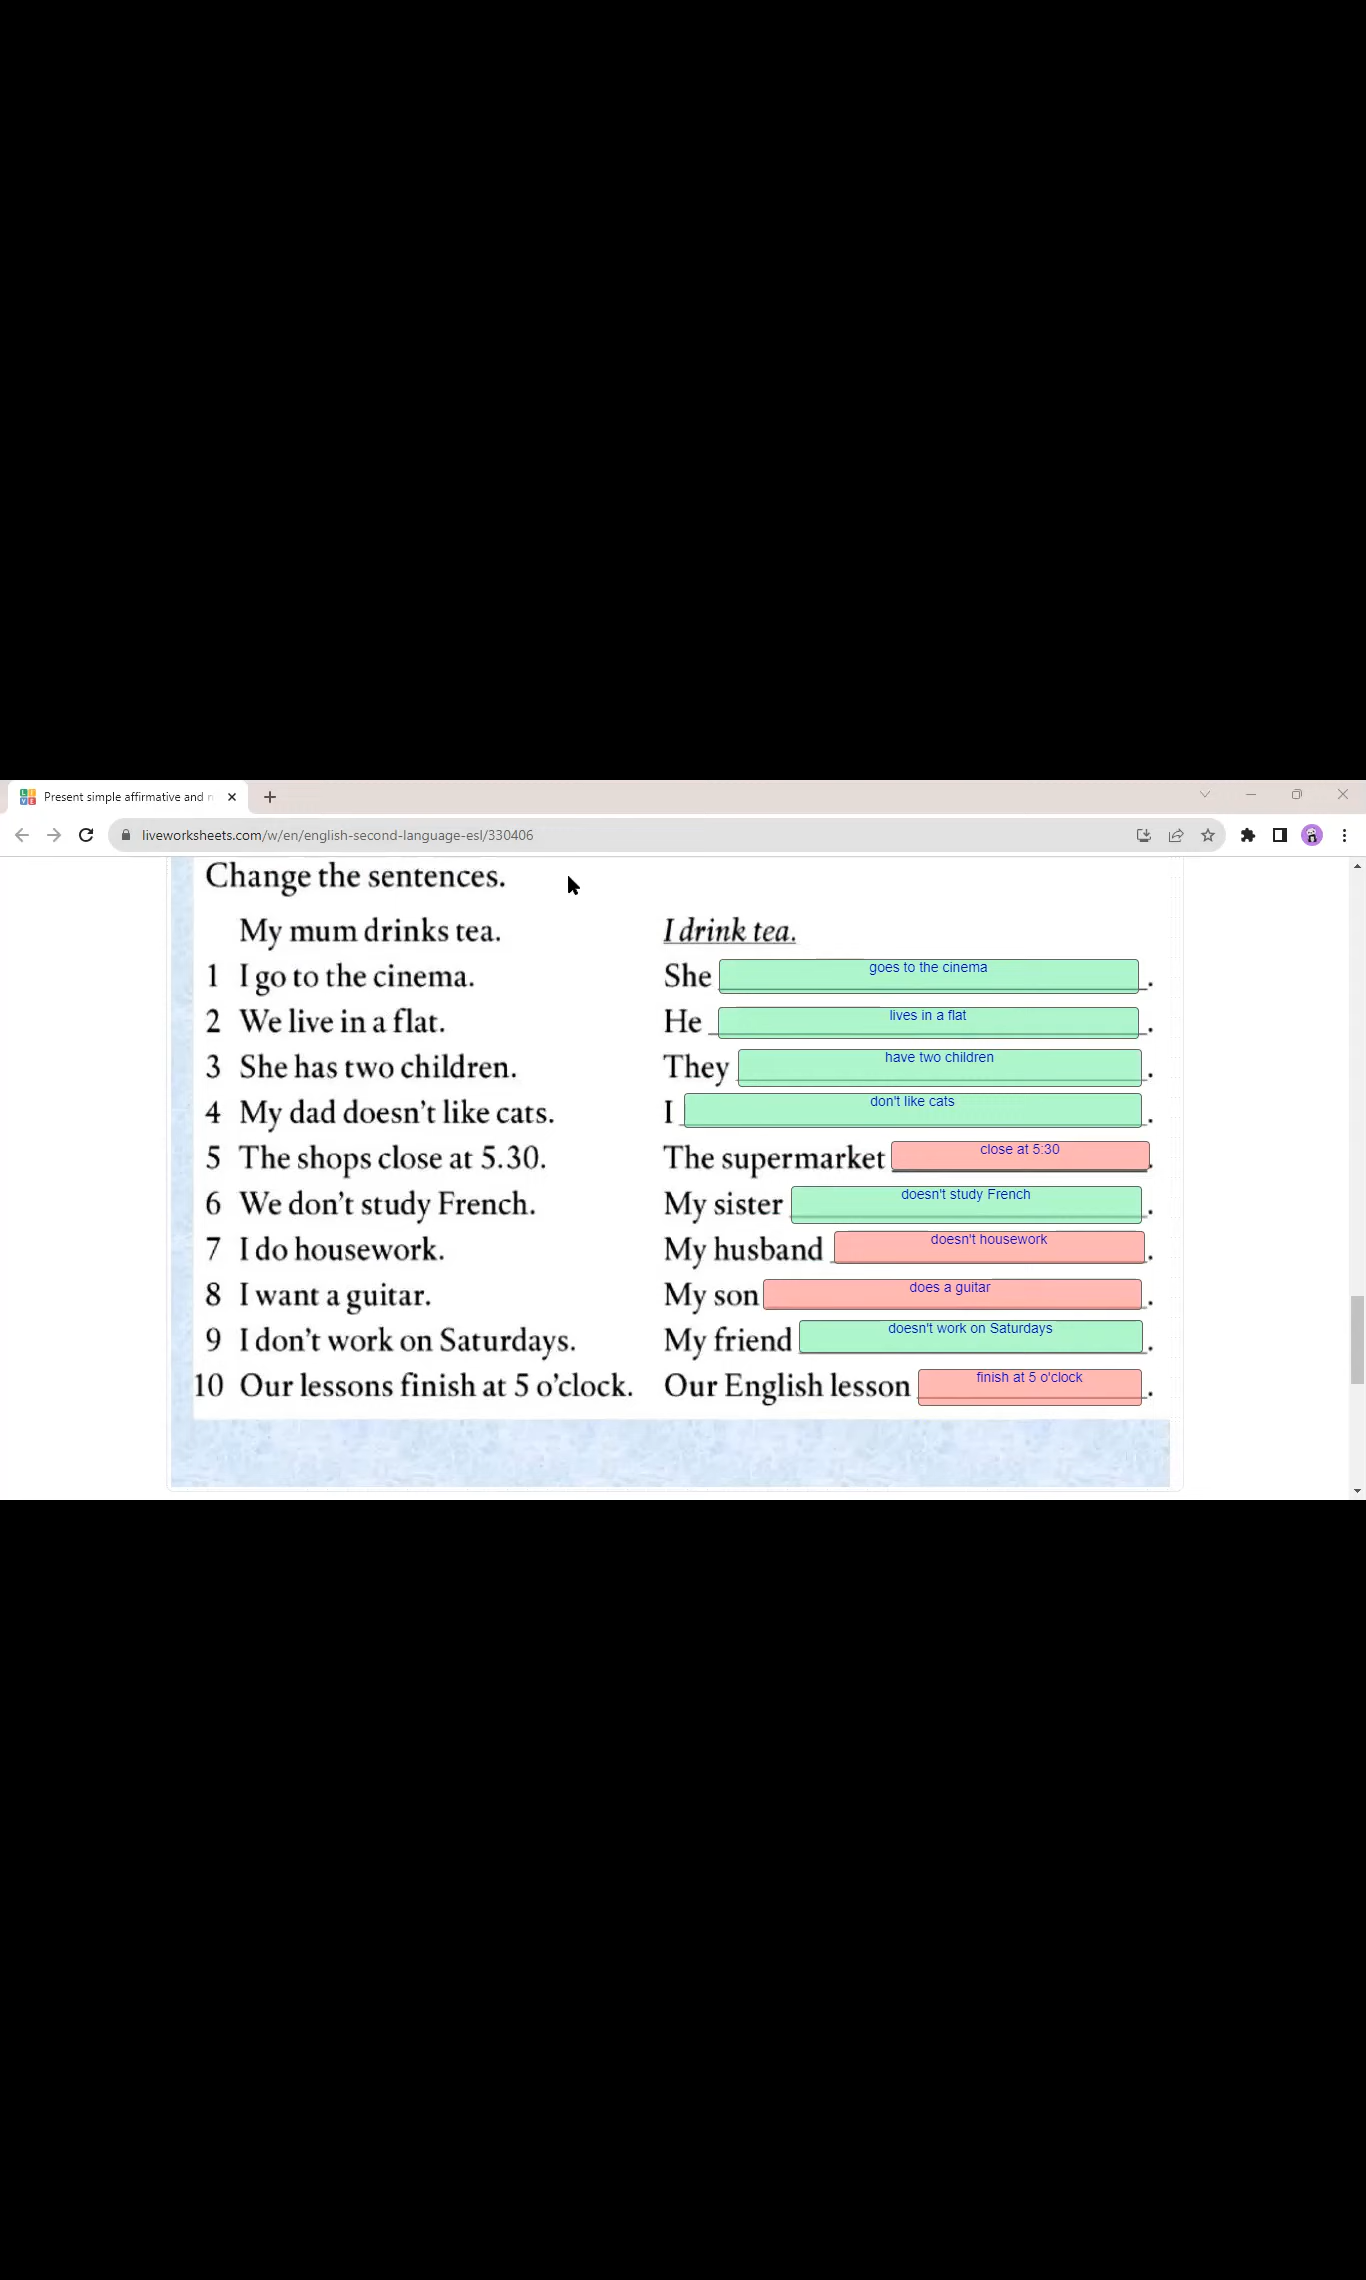 Present simple affirmative and
liveworksheets.com/w/en/english-second-language-esl/330406
Change the sentences.
My mum drinks tea. I drink tea.
1 I go to the cinema. She goes to the cinema.
2 We live in a flat. He lives in a flat.
3 She has two children. They have two children.
4 My dad doesn't like cats. I don't like cats.
5 The shops close at 5.30. The supermarket close at 5:30.
6 We don't study French. My sister doesn't study French.
7 I do housework. My husband doesn't housework.
8 I want a guitar. My son does a guitar.
9 I don't work on Saturdays. My friend doesn't work on Saturdays.
10 Our lessons finish at 5 o'clock. Our English lesson finish at 5 o'clock.